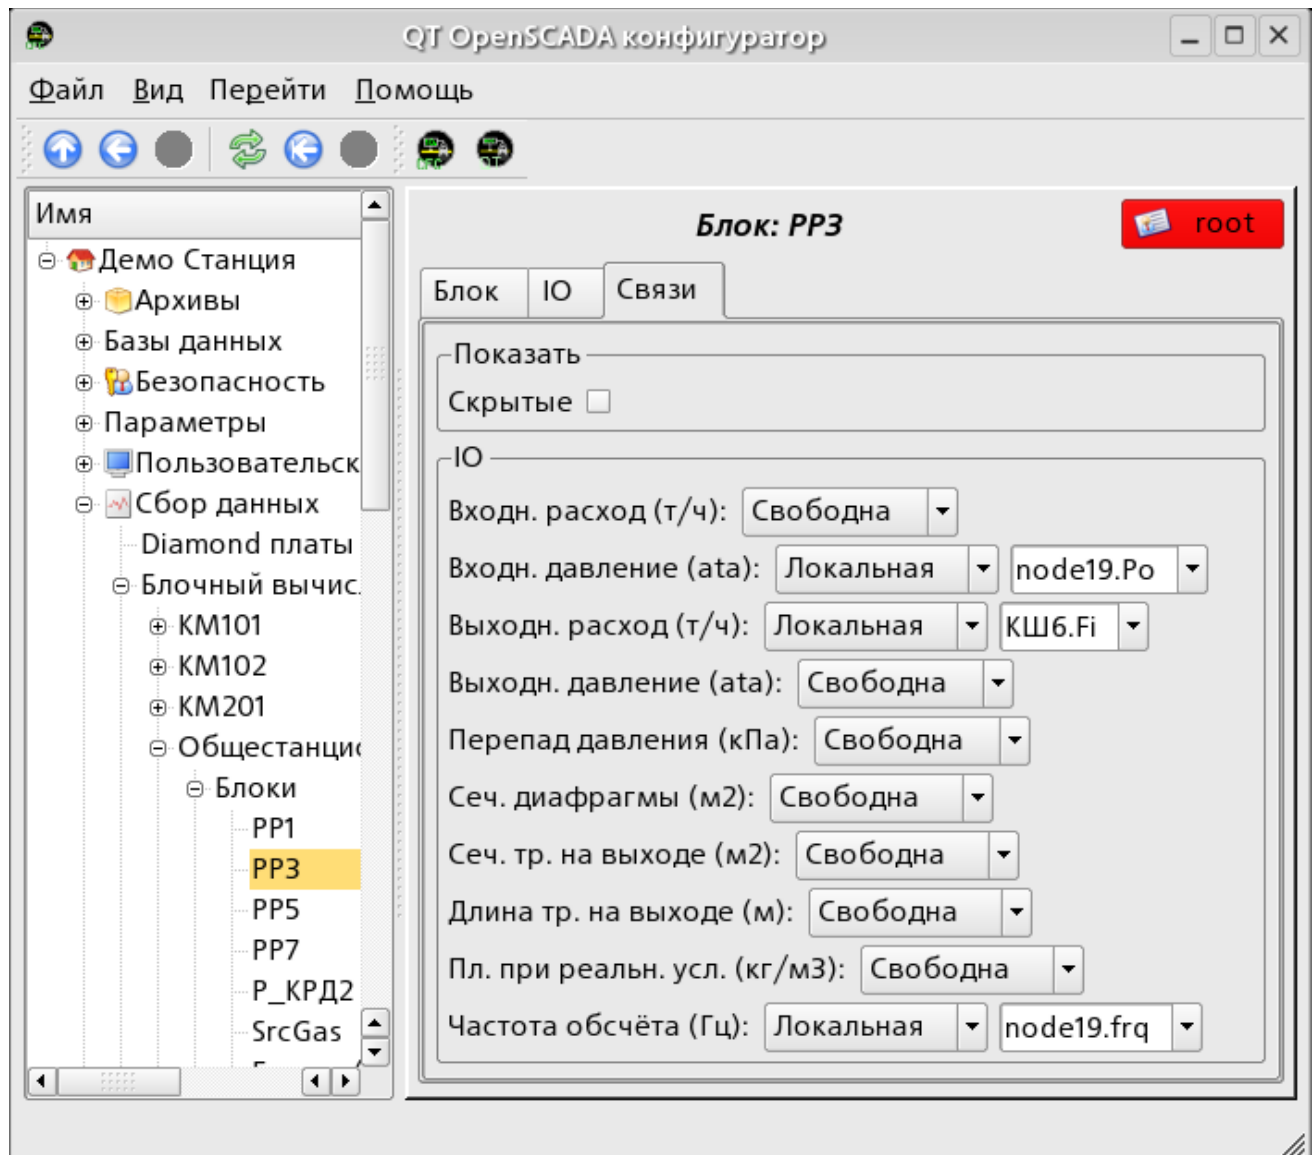 QT OpenSCADA конфигуратор
Файл Вид Перейти Помощь
Имя
Демо Станция
Архивы
Базы данных
Безопасность
Параметры
Пользовательск
Сбор данных
Diamond платы
Блочный вычис.
КМ101
КМ102
КМ201
Общестанци
Блоки
PP1
PP3
PP5
PP7
Р_КРД2
SrcGas
Блок: PP3
root
Блок IO Связи
Показать
Скрытые
IO
Входн. расход (т/ч): Свободна
Входн. давление (ata): Локальная node19.Po
Выходн. расход (т/ч): Локальная КШ6.Fi
Выходн. давление (ata): Свободна
Перепад давления (кПа): Свободна
Сеч. диафрагмы (м2): Свободна
Сеч. тр. на выходе (м2): Свободна
Длина тр. на выходе (м): Свободна
Пл. при реальн. усл. (кг/м3): Свободна
Частота обсчёта (Гц): Локальная node19.frq